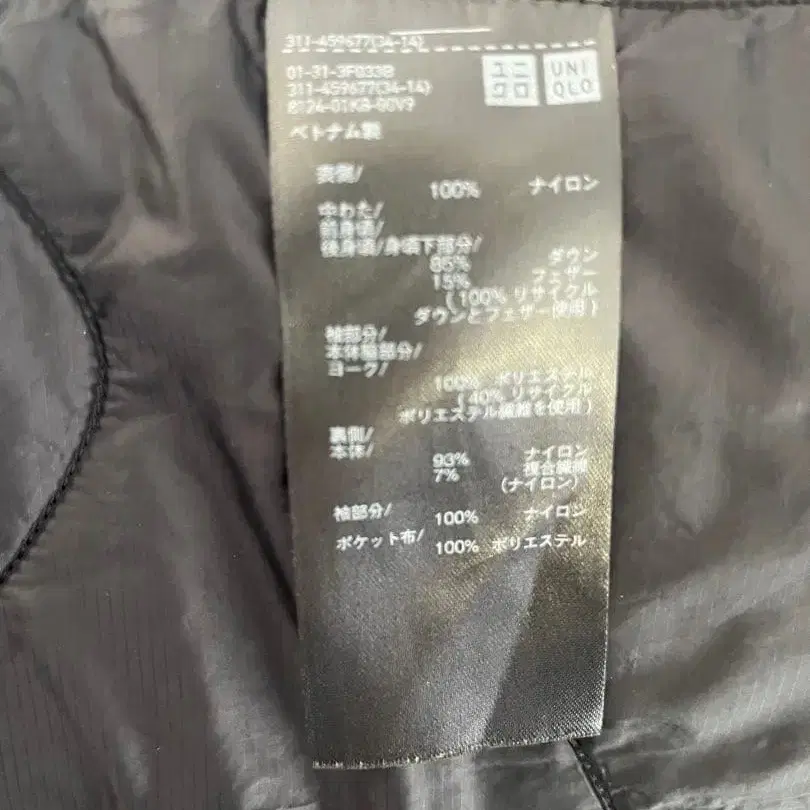 311-459677(34-14)
ユニクロ
UNIQLO
01-31-3F033B
311-459677(34-14)
8124-01KB-00V9
ベトナム製
表側/
100% ナイロン
中わた/
前身頃/
後身頃/身頃下部分/
85% ダウン
15% フェザー
(100% リサイクル
ダウンとフェザー使用)
袖部分/
本体脇部分/
ヨーク/
100% ポリエステル
(40% リサイクル
ポリエステル繊維を使用)
裏側/
本体/
93% ナイロン
7% 複合繊維
(ナイロン)
袖部分/
100% ナイロン
ポケット布/
100% ポリエステル